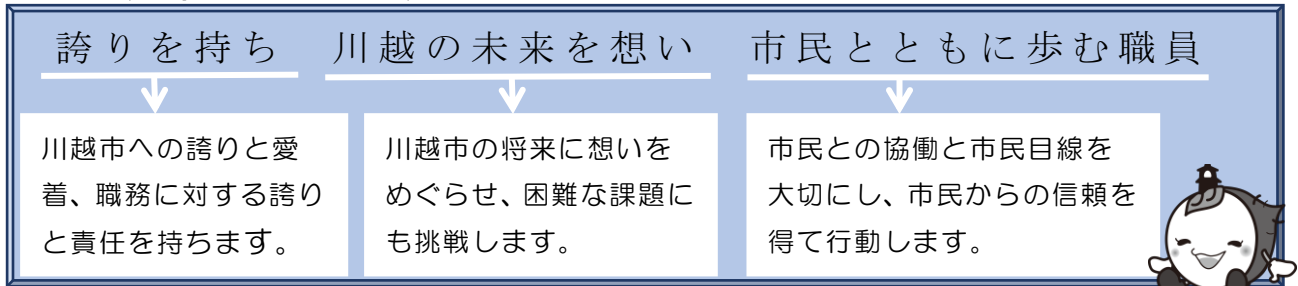 誇りを持ち 川越の未来を想い 市民とともに歩む職員
川越市への誇りと愛
着、職務に対する誇り
と責任を持ちます。
川越市の将来に想いを
めぐらせ、困難な課題に
も挑戦します。
市民との協働と市民目線を
大切にし、市民からの信頼を
得て行動します。